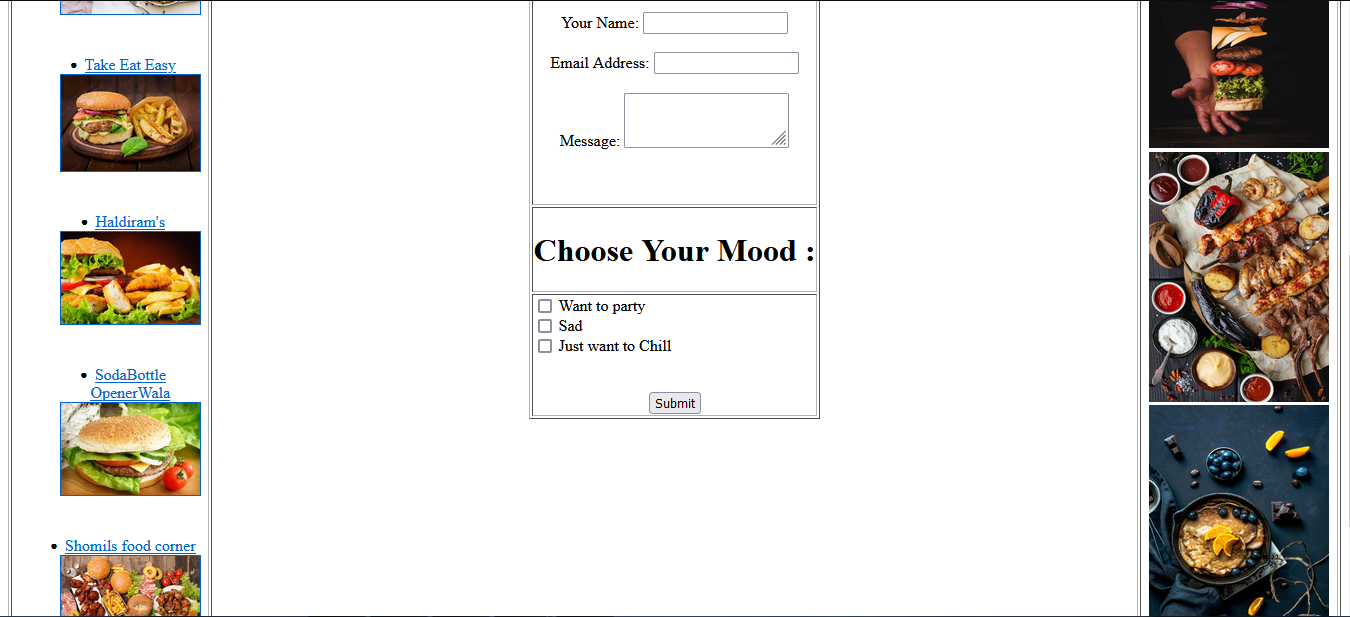 Take Eat Easy
Haldiram's
SodaBottle
OpenerWala
Shomils food corner
Your Name:
Email Address:
Message:
Choose Your Mood :
Want to party
Sad
Just want to Chill
Submit